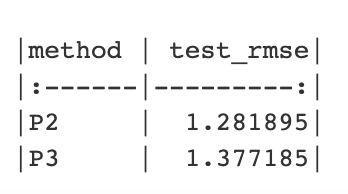 |method | test_rmse|
|:------|---------:|
|P2     |  1.281895|
|P3     |  1.377185|